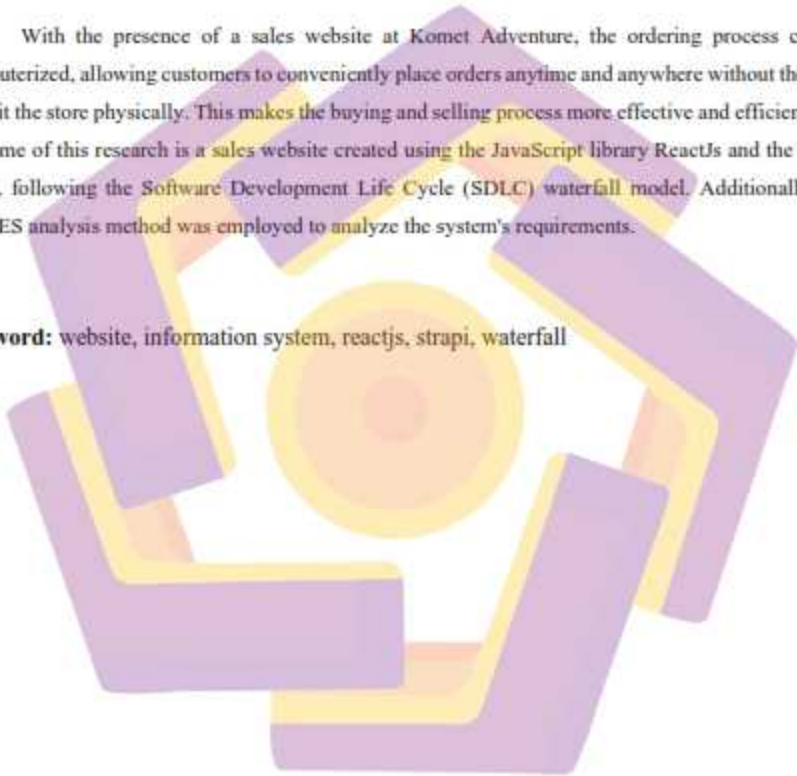 With the presence of a sales website at Komet Adventure, the ordering process c
uterized, allowing customers to conveniently place orders anytime and anywhere without the
it the store physically. This makes the buying and selling process more effective and efficien
me of this research is a sales website created using the JavaScript library ReactJs and the
, following the Software Development Life Cycle (SDLC) waterfall model. Additionall
ES analysis method was employed to analyze the system's requirements.
word: website, information system, reactjs, strapi, waterfall